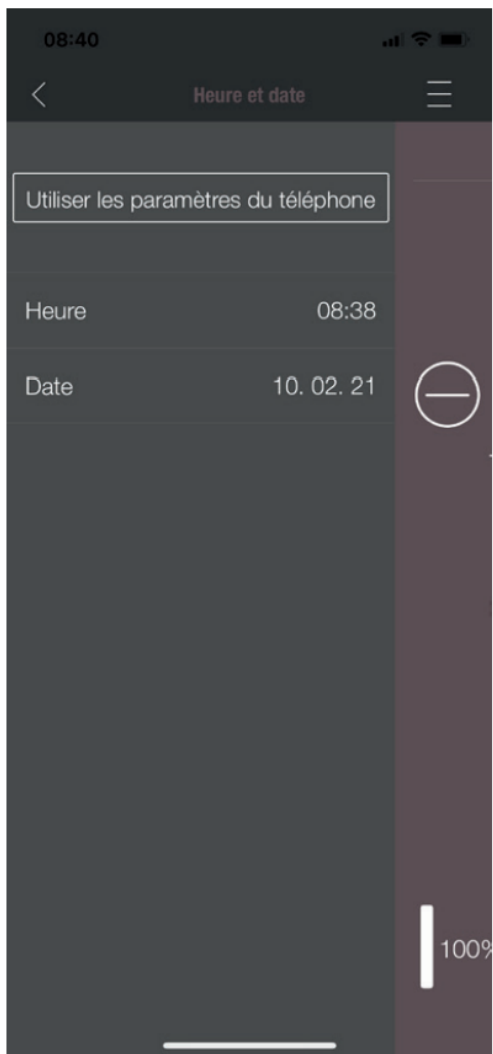 08:40
Heure et date
Utiliser les paramètres du téléphone
Heure 08:38
Date 10. 02. 21
100%